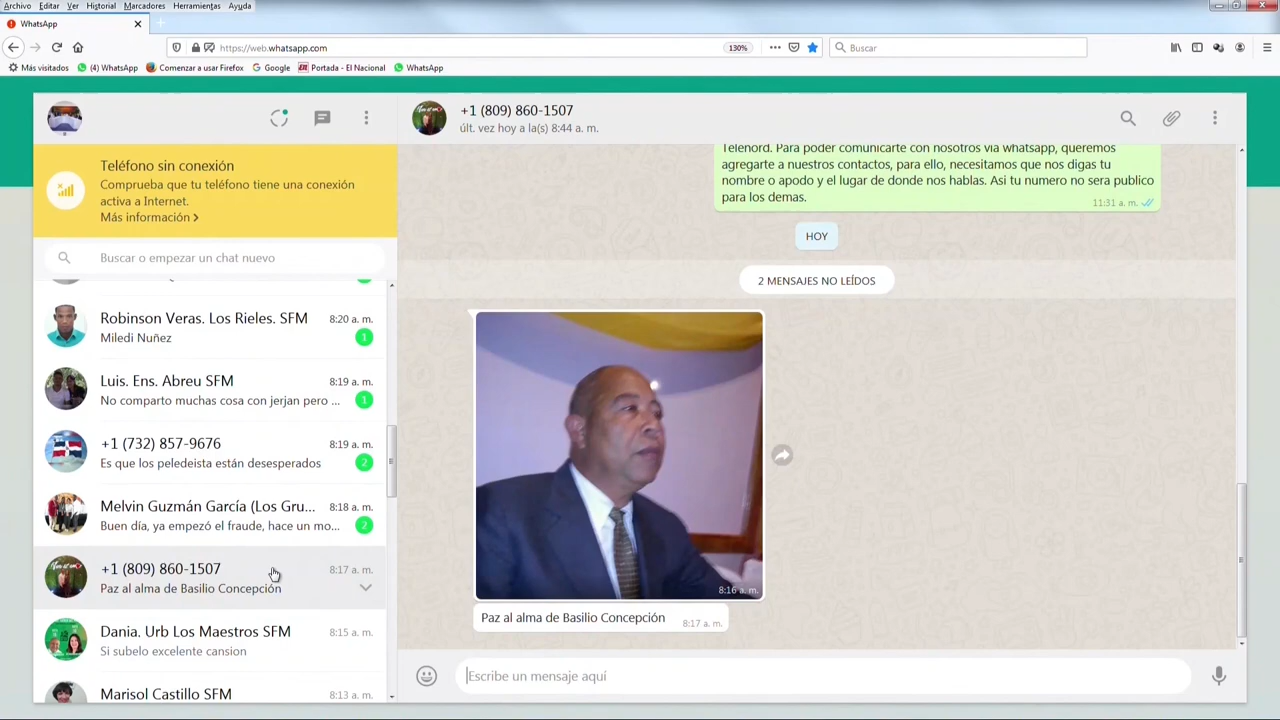 Archivo Editar Ver Historial Marcadores Herramientas Ayuda
WhatsApp
https://web.whatsapp.com
130%
Buscar
Más visitados
(4) WhatsApp
Comenzar a usar Firefox
Google
Portada - El Nacional
WhatsApp
Teléfono sin conexión
Comprueba que tu teléfono tiene una conexión
activa a Internet.
Más información
Buscar o empezar un chat nuevo
Robinson Veras. Los Rieles. SFM 8:20 a. m.
Miledi Nuñez 1
Luis. Ens. Abreu SFM 8:19 a. m.
No comparto muchas cosa con jerjan pero ... 1
+1 (732) 857-9676 8:19 a. m.
Es que los peledeista están desesperados 2
Melvin Guzmán García (Los Gru... 8:18 a. m.
Buen día, ya empezó el fraude, hace un mo... 2
+1 (809) 860-1507 8:17 a. m.
Paz al alma de Basilio Concepción
Dania. Urb Los Maestros SFM 8:15 a. m.
Si subelo excelente cansion
Marisol Castillo SFM 8:13 a. m.
+1 (809) 860-1507
últ. vez hoy a la(s) 8:44 a. m.
Telenord. Para poder comunicarte con nosotros via whatsapp, queremos
agregarte a nuestros contactos, para ello, necesitamos que nos digas tu
nombre o apodo y el lugar de donde nos hablas. Asi tu numero no sera publico
para los demas.
11:31 a. m.
HOY
2 MENSAJES NO LEÍDOS
8:16 a. m.
Paz al alma de Basilio Concepción 8:17 a. m.
Escribe un mensaje aquí